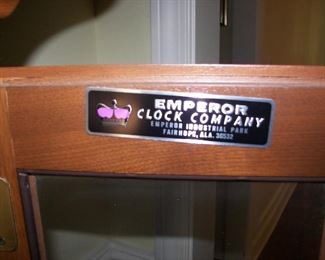 EMPEROR
CLOCK COMPANY
EMPEROR INDUSTRIAL PARK
FAIRHOPE, ALA. 36532